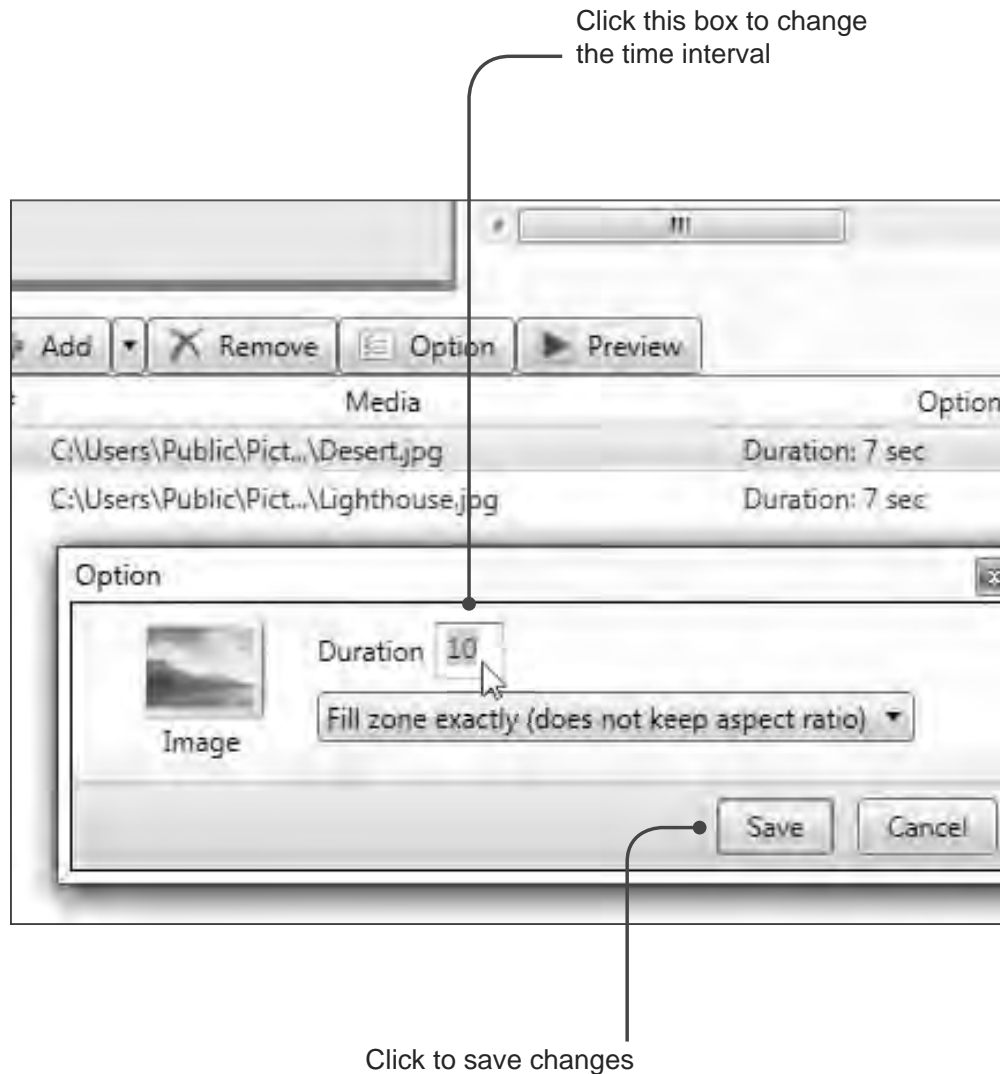 Click this box to change
the time interval
Add Remove Option Preview
Media Option
C:\Users\Public\Pict...\Desert.jpg Duration: 7 sec
C:\Users\Public\Pict...\Lighthouse.jpg Duration: 7 sec
Option
Duration 10
Fill zone exactly (does not keep aspect ratio)
Image
Save Cancel
Click to save changes